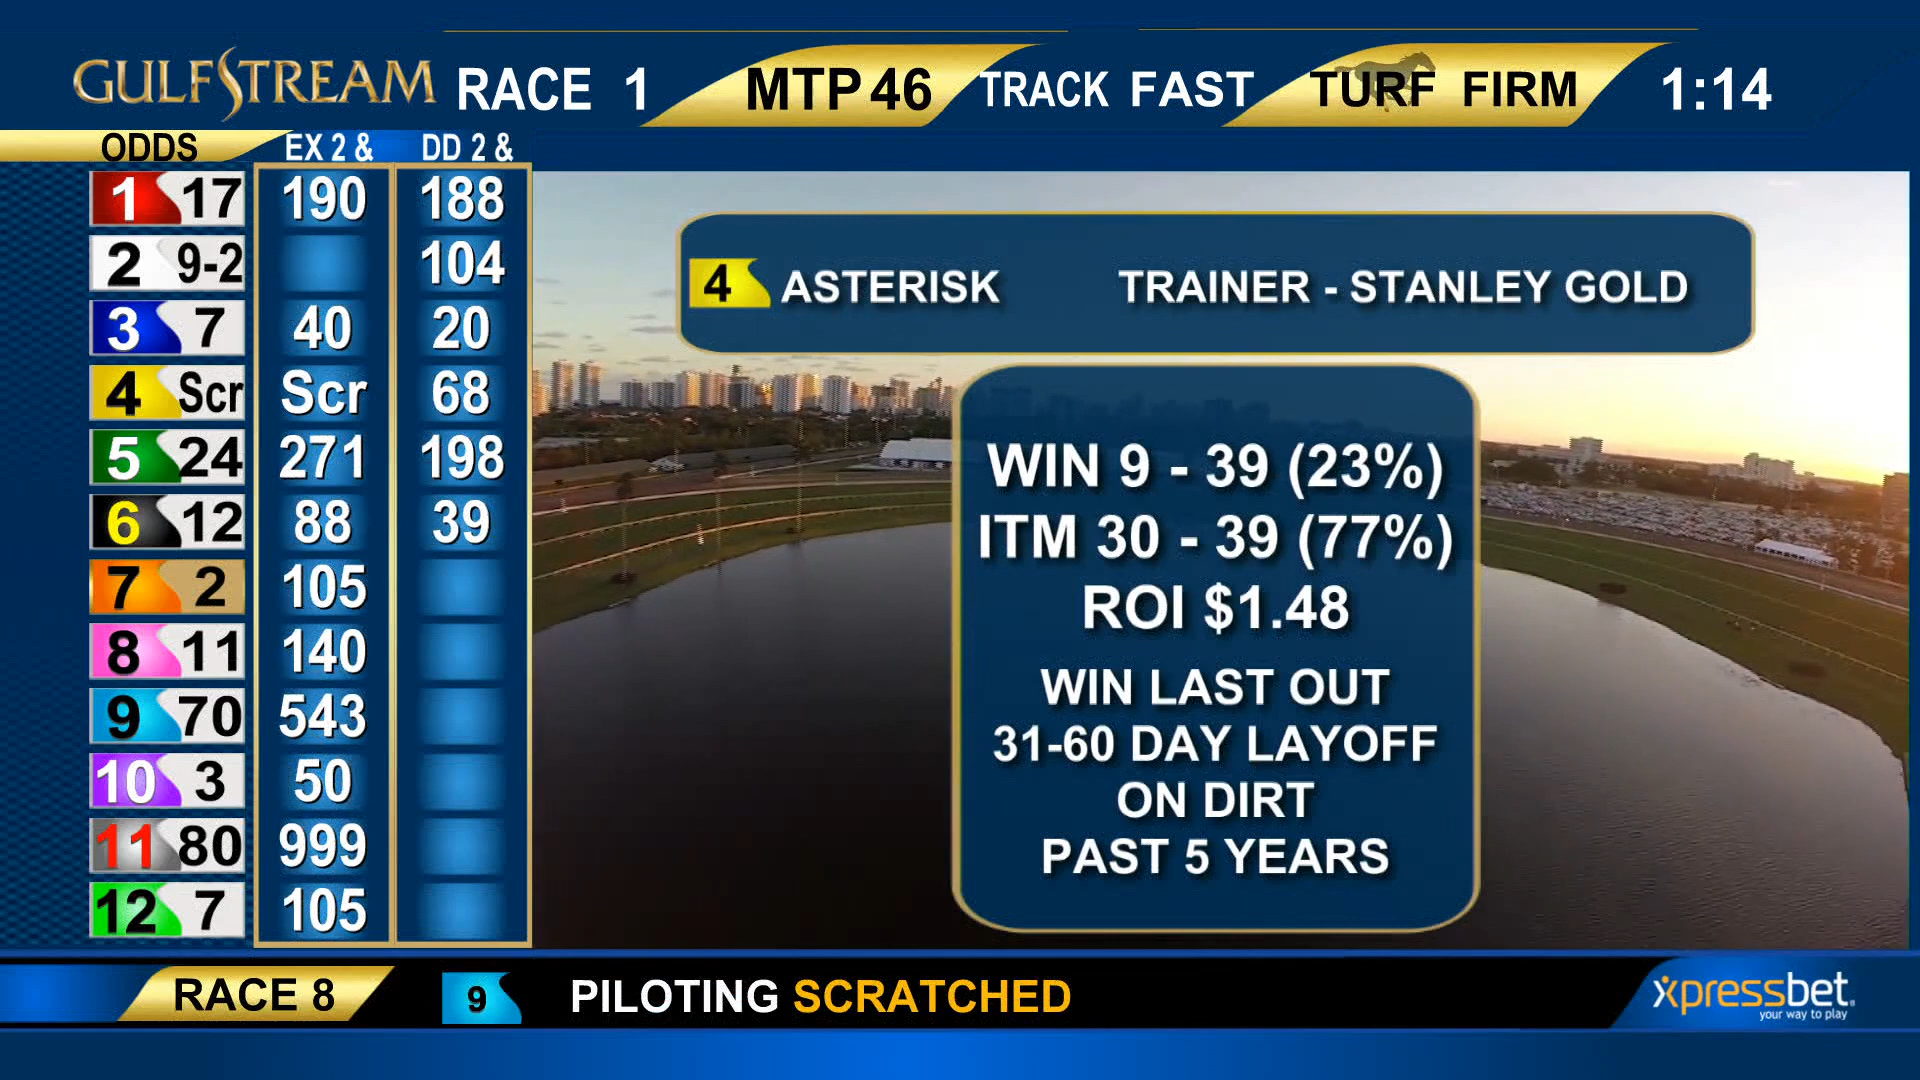 GULFSTREAM RACE 1 MTP 46 TRACK FAST TURF FIRM 1:14
ODDS EX 2 & DD 2 &
1 17 190 188
2 9-2 104
3 7 40 20
4 Scr Scr 68
5 24 271 198
6 12 88 39
7 2 105
8 11 140
9 70 543
10 3 50
11 80 999
12 7 105
4 ASTERISK TRAINER - STANLEY GOLD
WIN 9 - 39 (23%)
ITM 30 - 39 (77%)
ROI $1.48
WIN LAST OUT
31-60 DAY LAYOFF
ON DIRT
PAST 5 YEARS
RACE 8 9 PILOTING SCRATCHED
xpressbet
your way to play